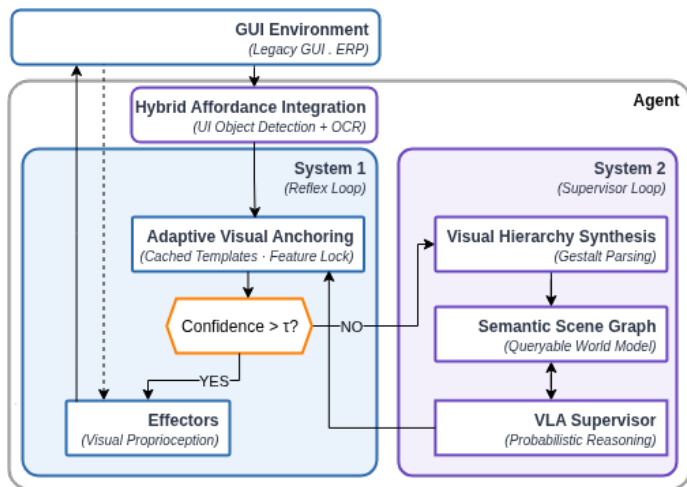 GUI Environment
(Legacy GUI . ERP)
Agent
Hybrid Affordance Integration
(UI Object Detection + OCR)
System 1
(Reflex Loop)
System 2
(Supervisor Loop)
Adaptive Visual Anchoring
(Cached Templates · Feature Lock)
Visual Hierarchy Synthesis
(Gestalt Parsing)
Confidence > τ?
NO
Semantic Scene Graph
(Queryable World Model)
YES
Effectors
(Visual Proprioception)
VLA Supervisor
(Probabilistic Reasoning)